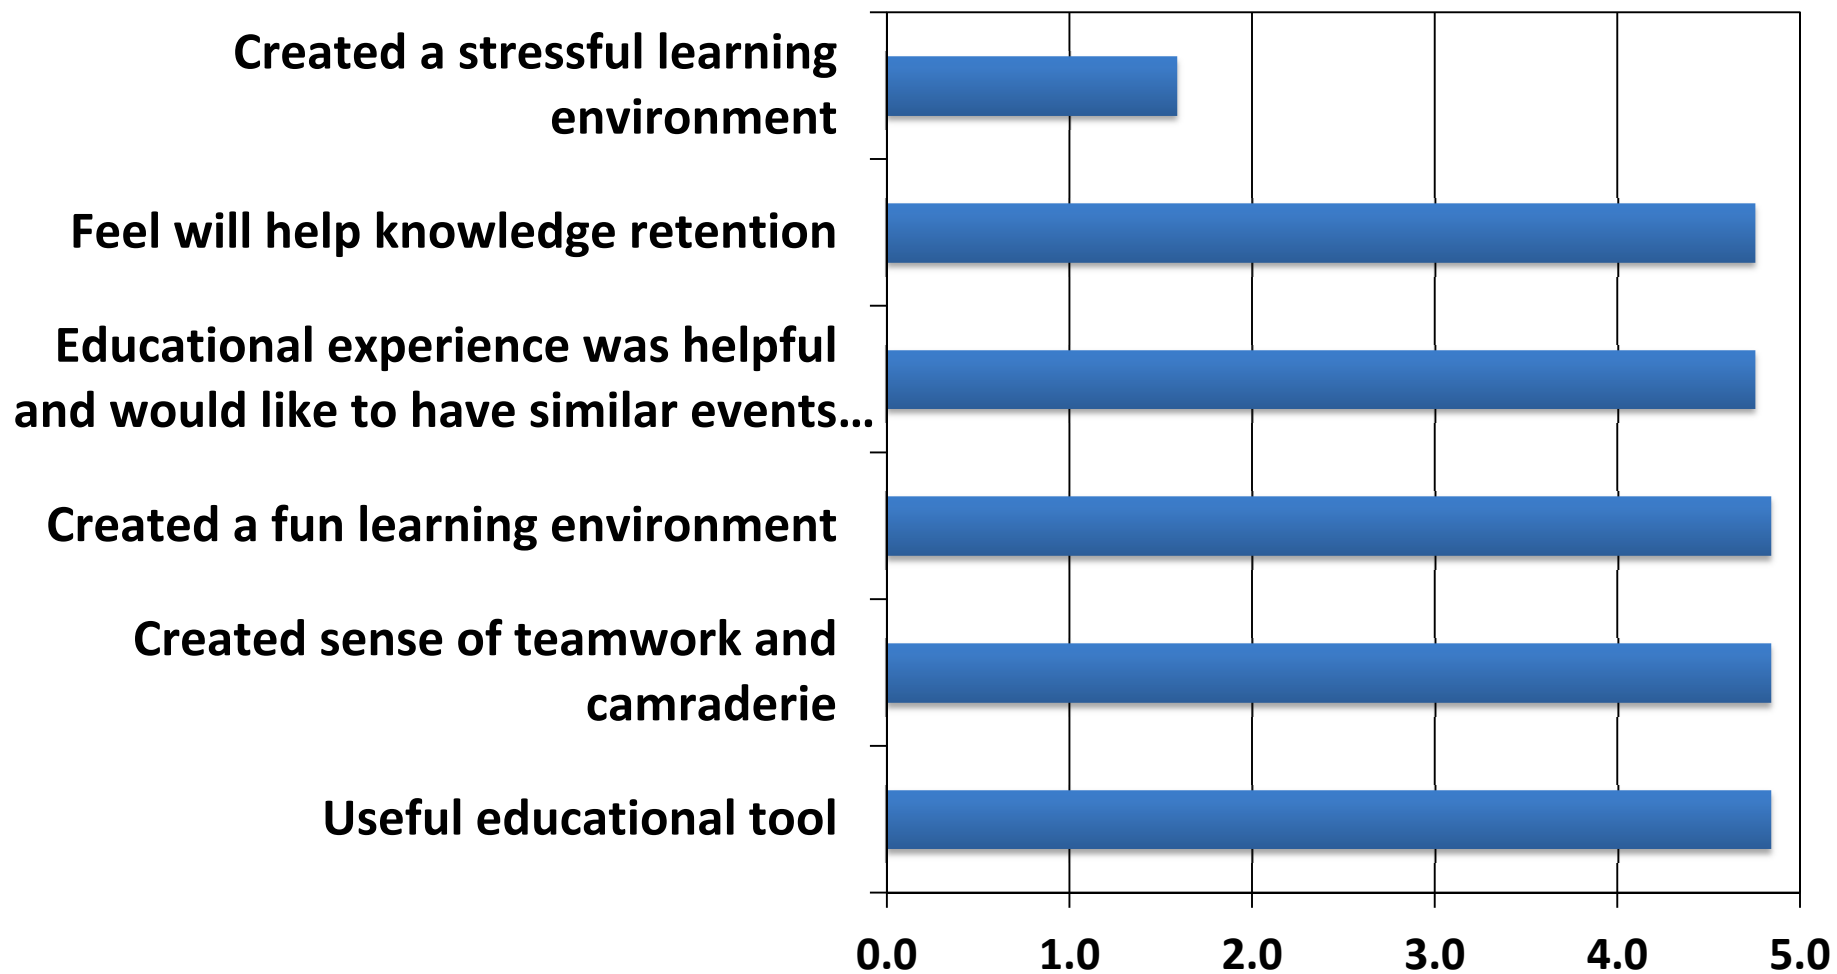 Created a stressful learning
environment
Feel will help knowledge retention
Educational experience was helpful
and would like to have similar events…
Created a fun learning environment
Created sense of teamwork and
camraderie
Useful educational tool
0.0 1.0 2.0 3.0 4.0 5.0